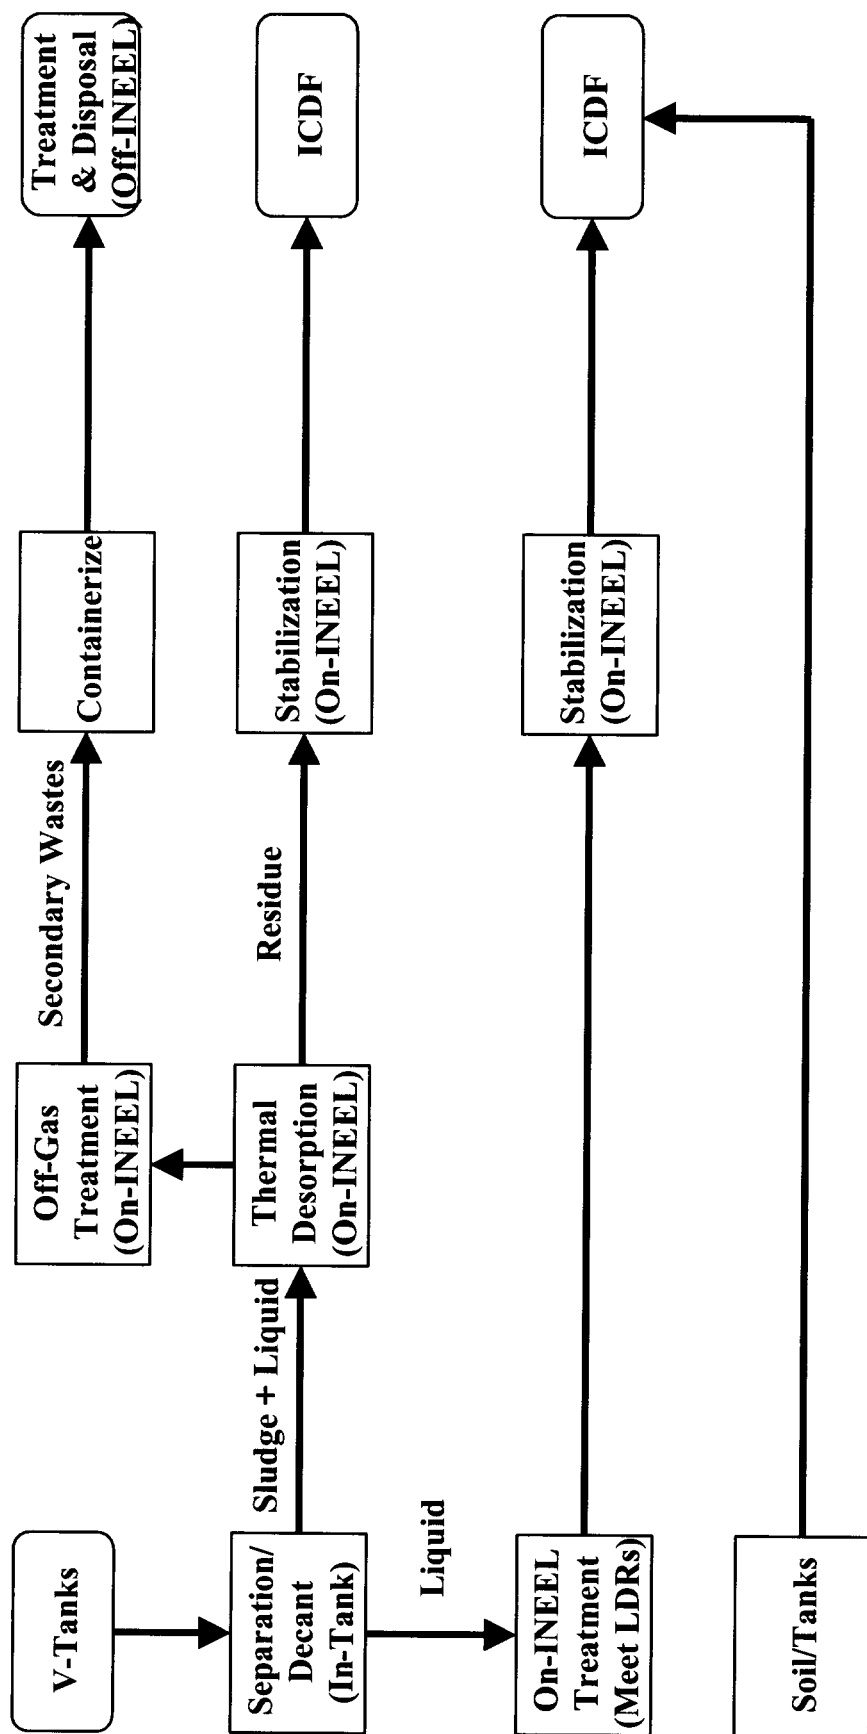 V-Tanks
Separation/
Decant
(In-Tank)
Sludge + Liquid
Liquid
Off-Gas
Treatment
(On-INEEL)
Secondary Wastes
Containerize
Treatment
& Disposal
(Off-INEEL)
Thermal
Desorption
(On-INEEL)
Residue
Stabilization
(On-INEEL)
ICDF
On-INEEL
Treatment
(Meet LDRs)
Stabilization
(On-INEEL)
ICDF
Soil/Tanks